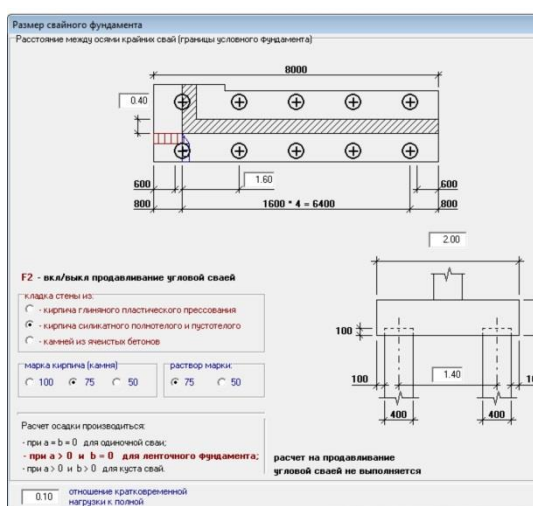 Размер свайного фундамента
Расстояние между осями крайних свай (границы условного фундамента)
8000
0.40
1.60
600
600
800
1600 * 4 = 6400
800
2.00
F2 - вкл/выкл продавливание угловой сваей
кладка стены из:
- кирпича глиняного пластического прессования
- кирпича силикатного полнотелого и пустотелого
- камней из ячеистых бетонов
100
марка кирпича (камня)
раствор марки:
100 75 50
75 50
100
1.40
400
400
Расчет осадки производиться:
- при a = b = 0 для одиночной сваи;
- при a > 0 и b = 0 для ленточного фундамента;
- при a > 0 и b > 0 для куста свай.
расчет на продавливание
угловой сваей не выполняется
0.10
отношение кратковременной
нагрузки к полной